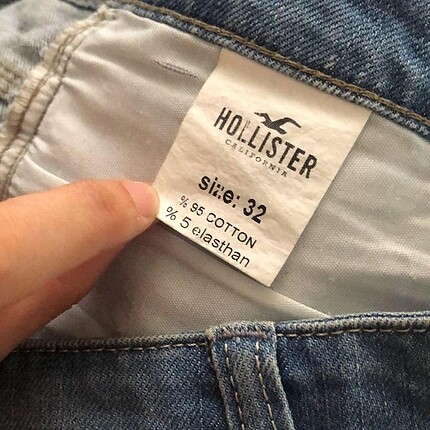 HOLLISTER
CALIFORNIA
size: 32
% 95 COTTON
% 5 elasthan